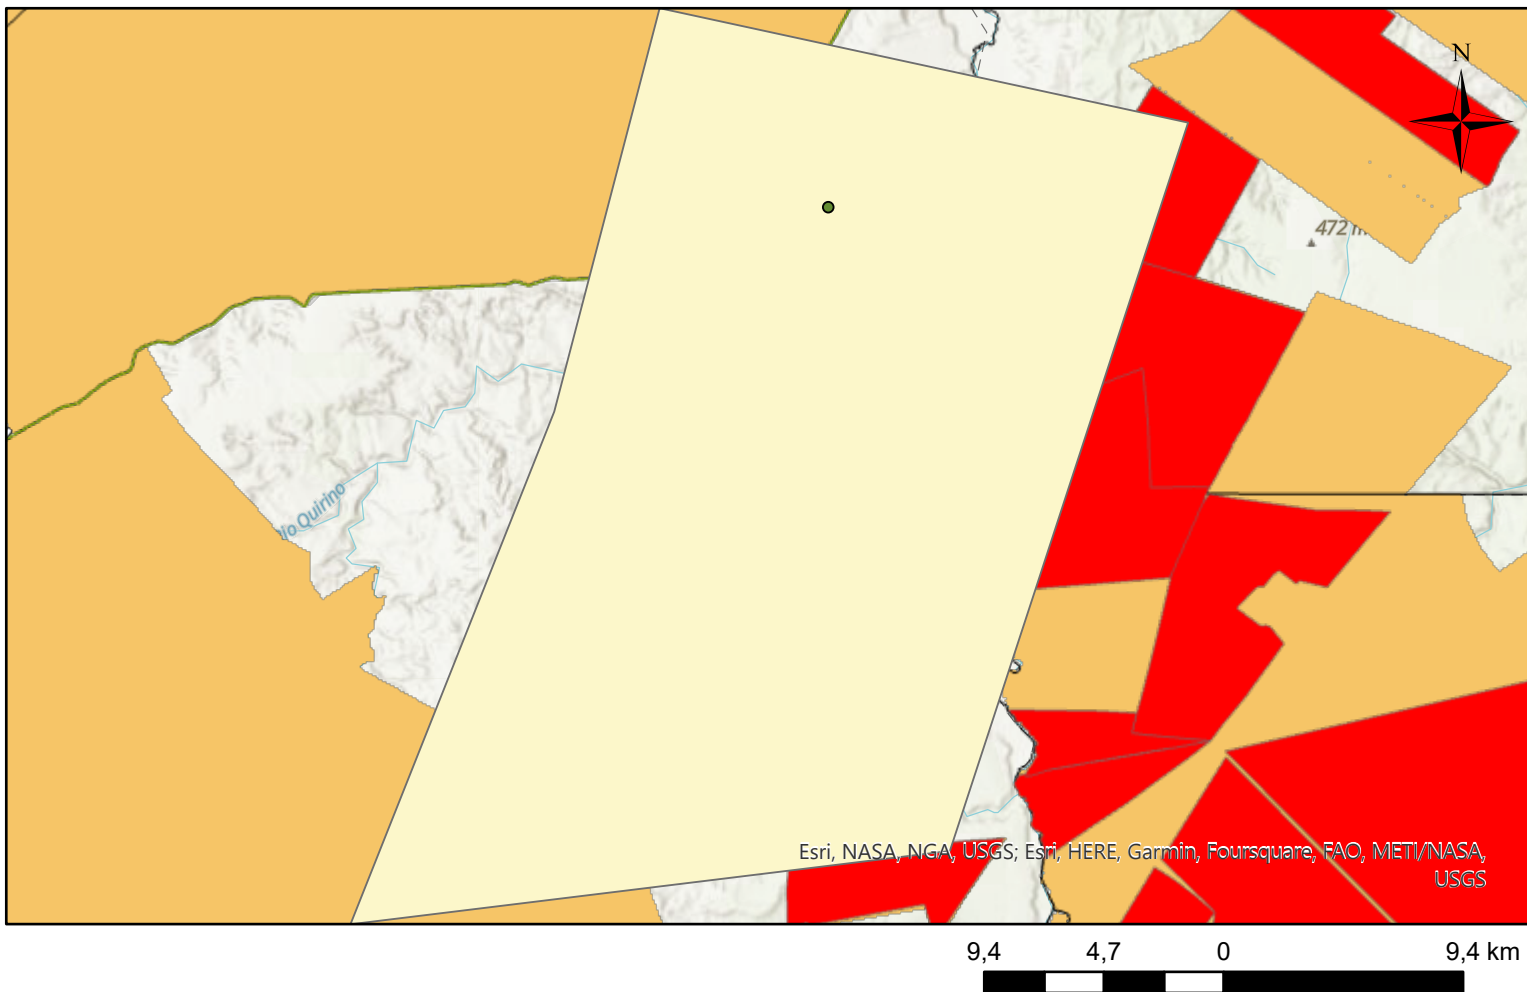 N
472 m
Quirino
Esri, NASA, NGA, USGS; Esri, HERE, Garmin, Foursquare, FAO, METI/NASA,
USGS
9,4 4,7 0 9,4 km